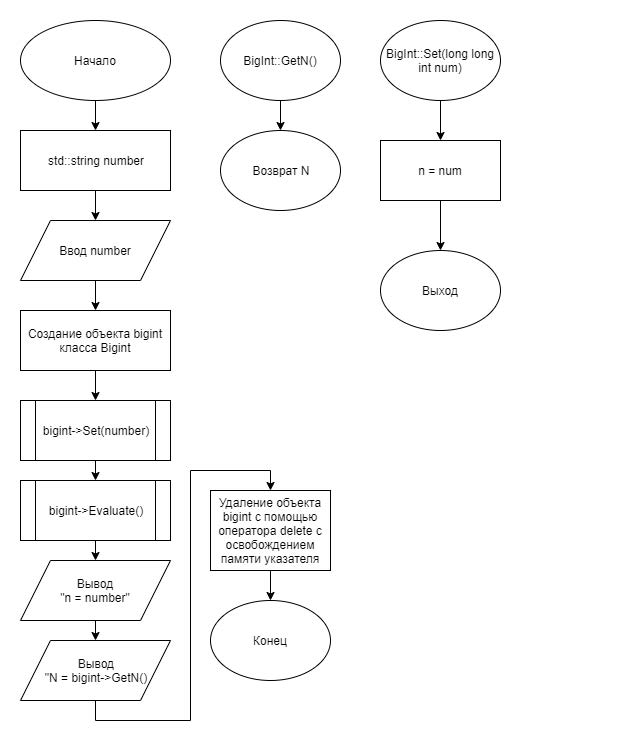 Начало
std::string number
Ввод number
Создание объекта bigint
класса Bigint
bigint->Set(number)
bigint->Evaluate()
Вывод
"n = number"
Вывод
"N = bigint->GetN()
Удаление объекта
bigint с помощью
оператора delete с
освобождением
памяти указателя
Конец
BigInt::GetN()
Возврат N
BigInt::Set(long long
int num)
n = num
Выход